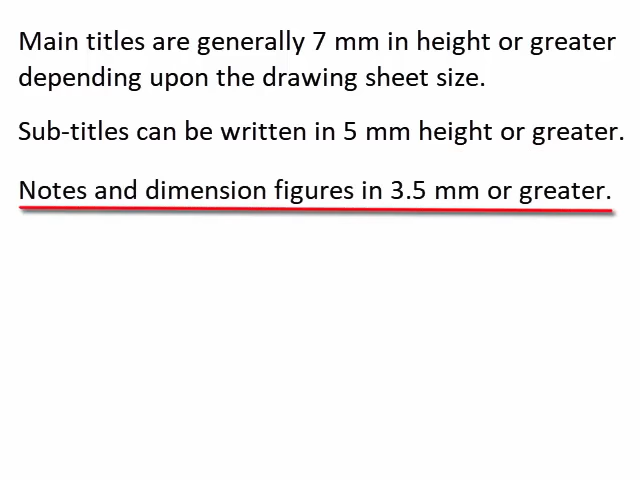 Main titles are generally 7 mm in height or greater
depending upon the drawing sheet size.
Sub-titles can be written in 5 mm height or greater.
Notes and dimension figures in 3.5 mm or greater.